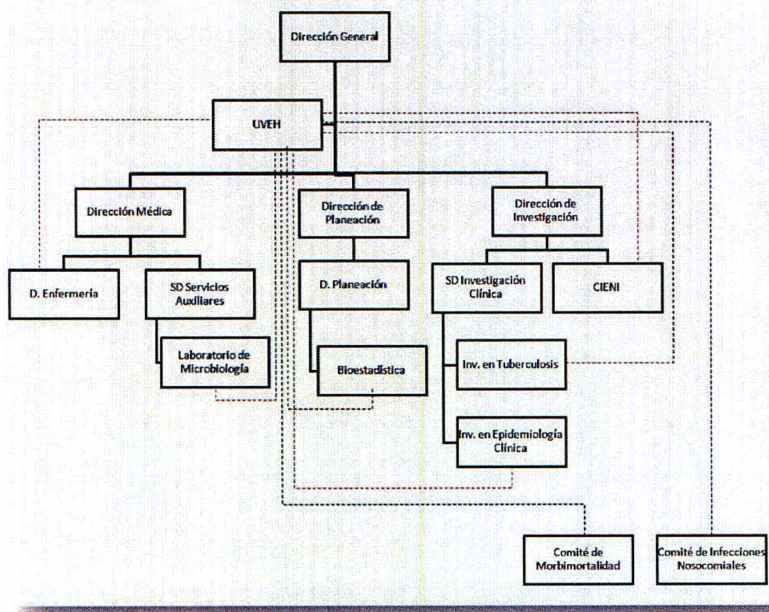 Dirección General
UVEH
Dirección Médica
Dirección de
Planeación
Dirección de
Investigación
D. Enfermería
SD Servicios
Auxiliares
D. Planeación
SD Investigación
Clínica
CIENI
Laboratorio de
Microbiología
Bioestadística
Inv. en Tuberculosis
Inv. en Epidemiología
Clínica
Comité de
Morbimortalidad
Comité de Infecciones
Nosocomiales